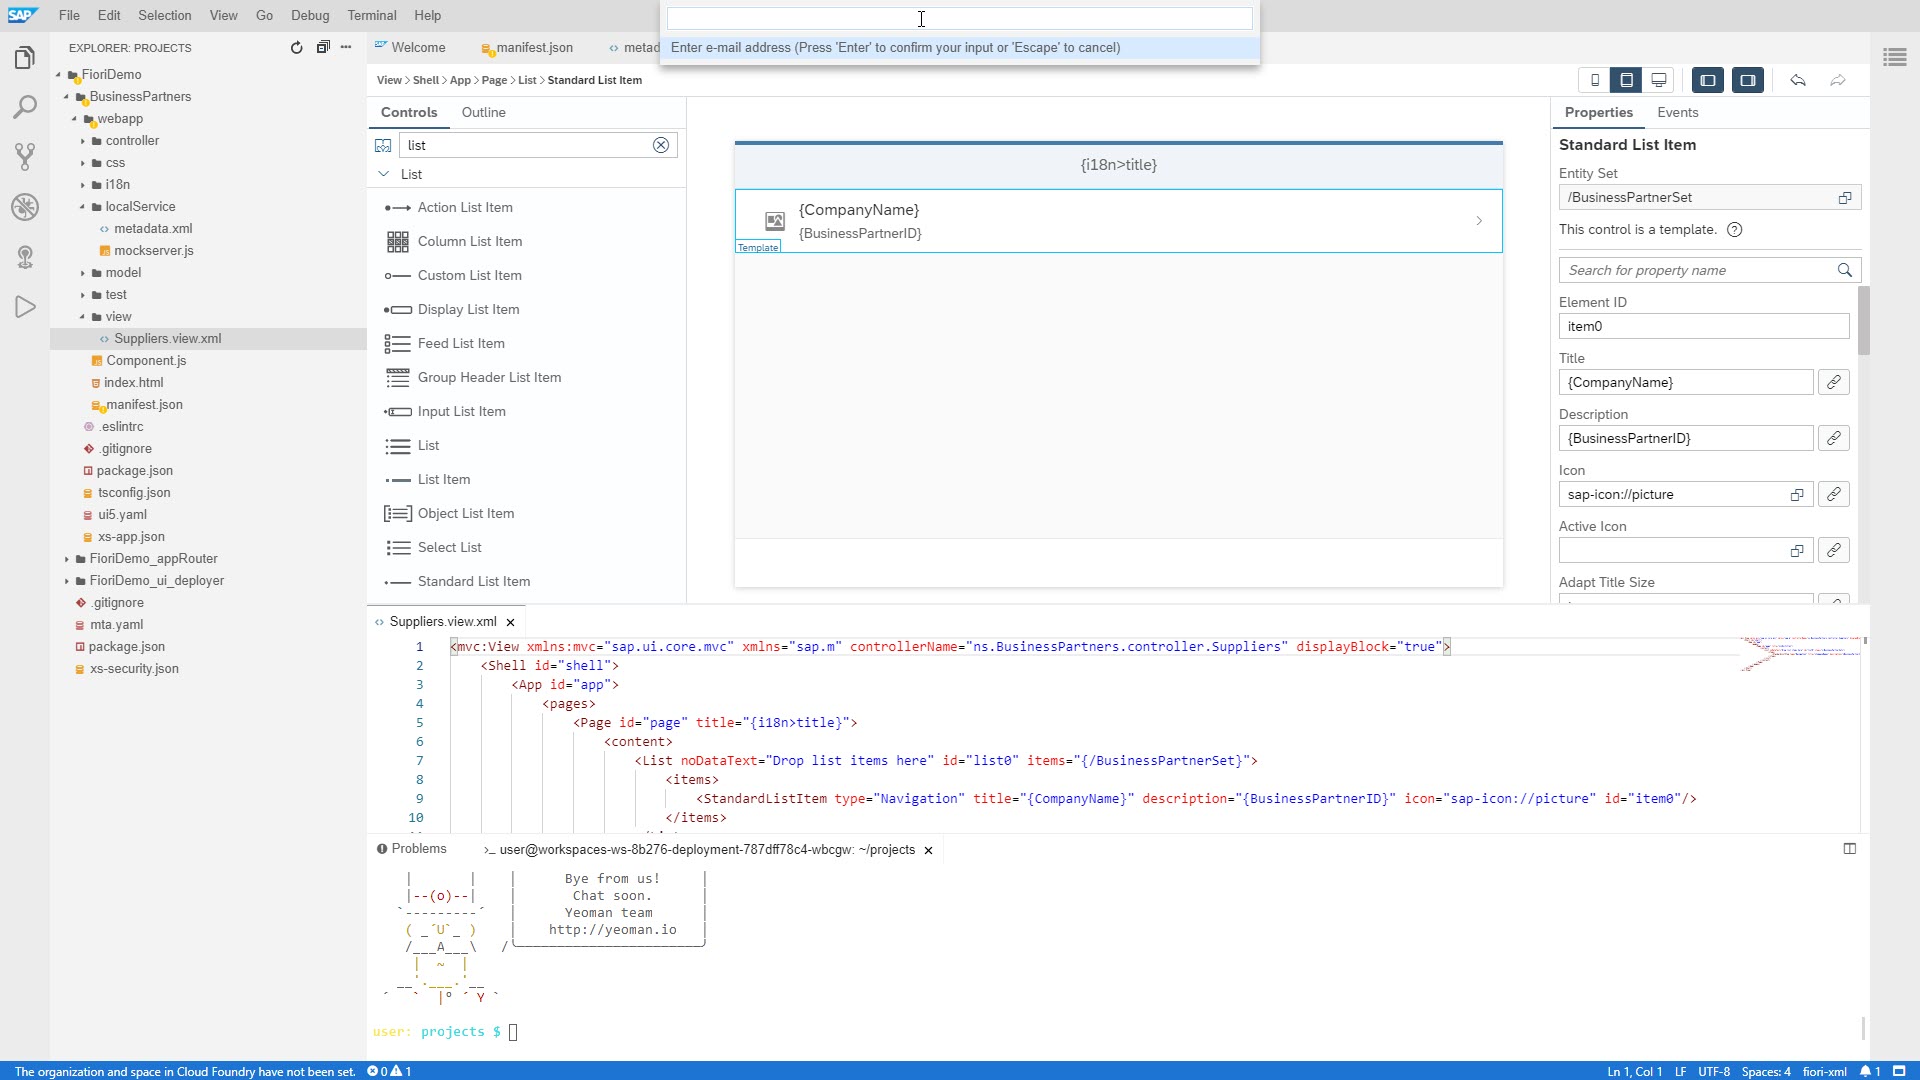 SAP File Edit Selection View Go Debug Terminal Help
Enter e-mail address (Press 'Enter' to confirm your input or 'Escape' to cancel)
EXPLORER: PROJECTS
FioriDemo
BusinessPartners
webapp
controller
css
i18n
localService
metadata.xml
mockserver.js
model
test
view
Suppliers.view.xml
Component.js
index.html
manifest.json
.eslintrc
.gitignore
package.json
tsconfig.json
ui5.yaml
xs-app.json
FioriDemo_appRouter
FioriDemo_ui_deployer
.gitignore
mta.yaml
package.json
xs-security.json
Welcome manifest.json metad
View > Shell > App > Page > List > Standard List Item
Controls Outline
list
List
Action List Item
Column List Item
Custom List Item
Display List Item
Feed List Item
Group Header List Item
Input List Item
List
List Item
Object List Item
Select List
Standard List Item
{i18n>title}
{CompanyName}
{BusinessPartnerID}
Template
Properties Events
Standard List Item
Entity Set
/BusinessPartnerSet
This control is a template. ?
Search for property name
Element ID
item0
Title
{CompanyName}
Description
{BusinessPartnerID}
Icon
sap-icon://picture
Active Icon
Adapt Title Size
Suppliers.view.xml
1 <mvc:View xmlns:mvc="sap.ui.core.mvc" xmlns="sap.m" controllerName="ns.BusinessPartners.controller.Suppliers" displayBlock="true">
2 <Shell id="shell">
3 <App id="app">
4 <pages>
5 <Page id="page" title="{i18n>title}">
6 <content>
7 <List noDataText="Drop list items here" id="list0" items="{/BusinessPartnerSet}">
8 <items>
9 <StandardListItem type="Navigation" title="{CompanyName}" description="{BusinessPartnerID}" icon="sap-icon://picture" id="item0"/>
10 </items>
Problems >_ user@workspaces-ws-8b276-deployment-787dff78c4-wbcgw: ~/projects
| | | Bye from us! |
|--(o)--| | Chat soon. |
`---------´ | Yeoman team |
( _´U`_ ) | http://yeoman.io |
/___A___\ /╰──────────────────────╯
| ~ |
__'.___.'__
´ ` |° ´ Y `
user: projects $
The organization and space in Cloud Foundry have not been set. 0 1
Ln 1, Col 1 LF UTF-8 Spaces: 4 fiori-xml 1